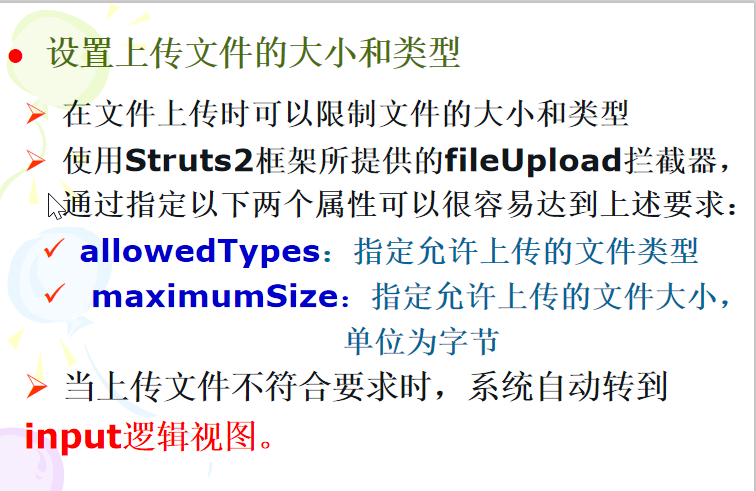 设置上传文件的大小和类型
在文件上传时可以限制文件的大小和类型
使用Struts2框架所提供的fileUpload拦截器，
通过指定以下两个属性可以很容易达到上述要求：
allowedTypes：指定允许上传的文件类型
maximumSize：指定允许上传的文件大小，
单位为字节
当上传文件不符合要求时，系统自动转到
input逻辑视图。